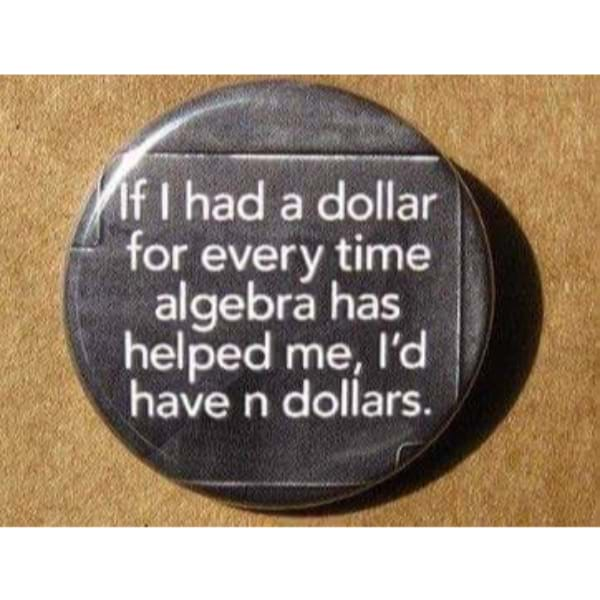 If I had a dollar
for every time
algebra has
helped me, I'd
have n dollars.